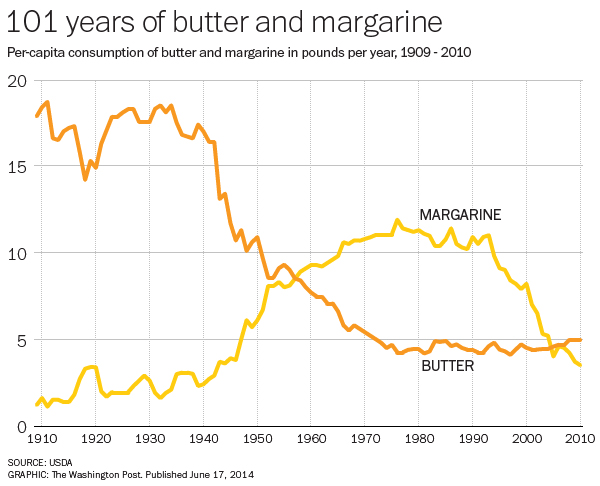 101 years of butter and margarine
Per-capita consumption of butter and margarine in pounds per year, 1909 - 2010
20
15
10
5
0
MARGARINE
BUTTER
1910 1920 1930 1940 1950 1960 1970 1980 1990 2000 2010
SOURCE: USDA
GRAPHIC: The Washington Post. Published June 17, 2014